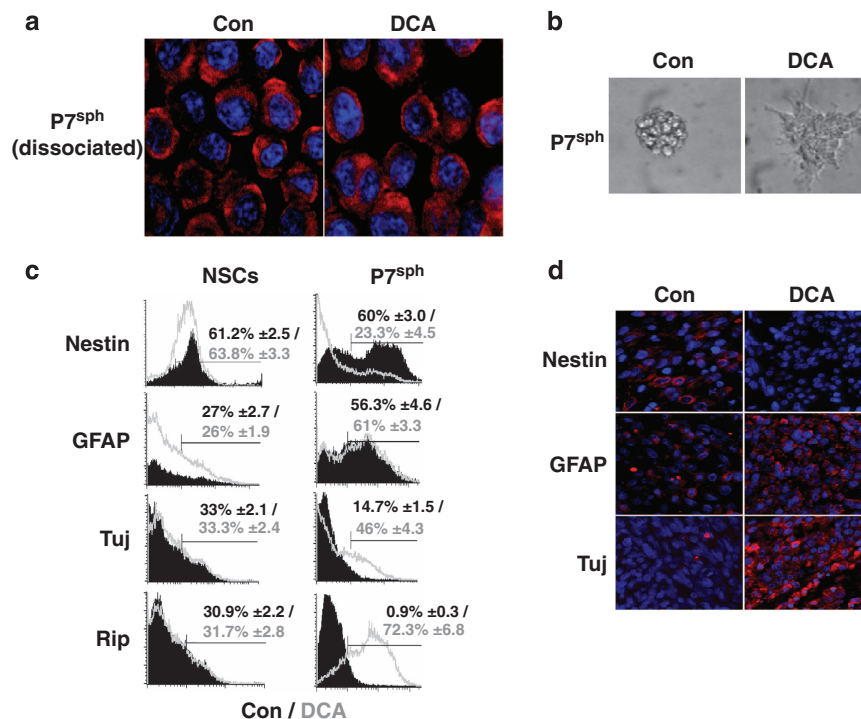 a
Con DCA
P7sph
(dissociated)
b
Con DCA
P7sph
c
NSCs P7sph
Nestin
61.2% ±2.5 /
63.8% ±3.3
60% ±3.0 /
23.3% ±4.5
GFAP
27% ±2.7 /
26% ±1.9
56.3% ±4.6 /
61% ±3.3
Tuj
33% ±2.1 /
33.3% ±2.4
14.7% ±1.5 /
46% ±4.3
Rip
30.9% ±2.2 /
31.7% ±2.8
0.9% ±0.3 /
72.3% ±6.8
Con / DCA
d
Con DCA
Nestin
GFAP
Tuj